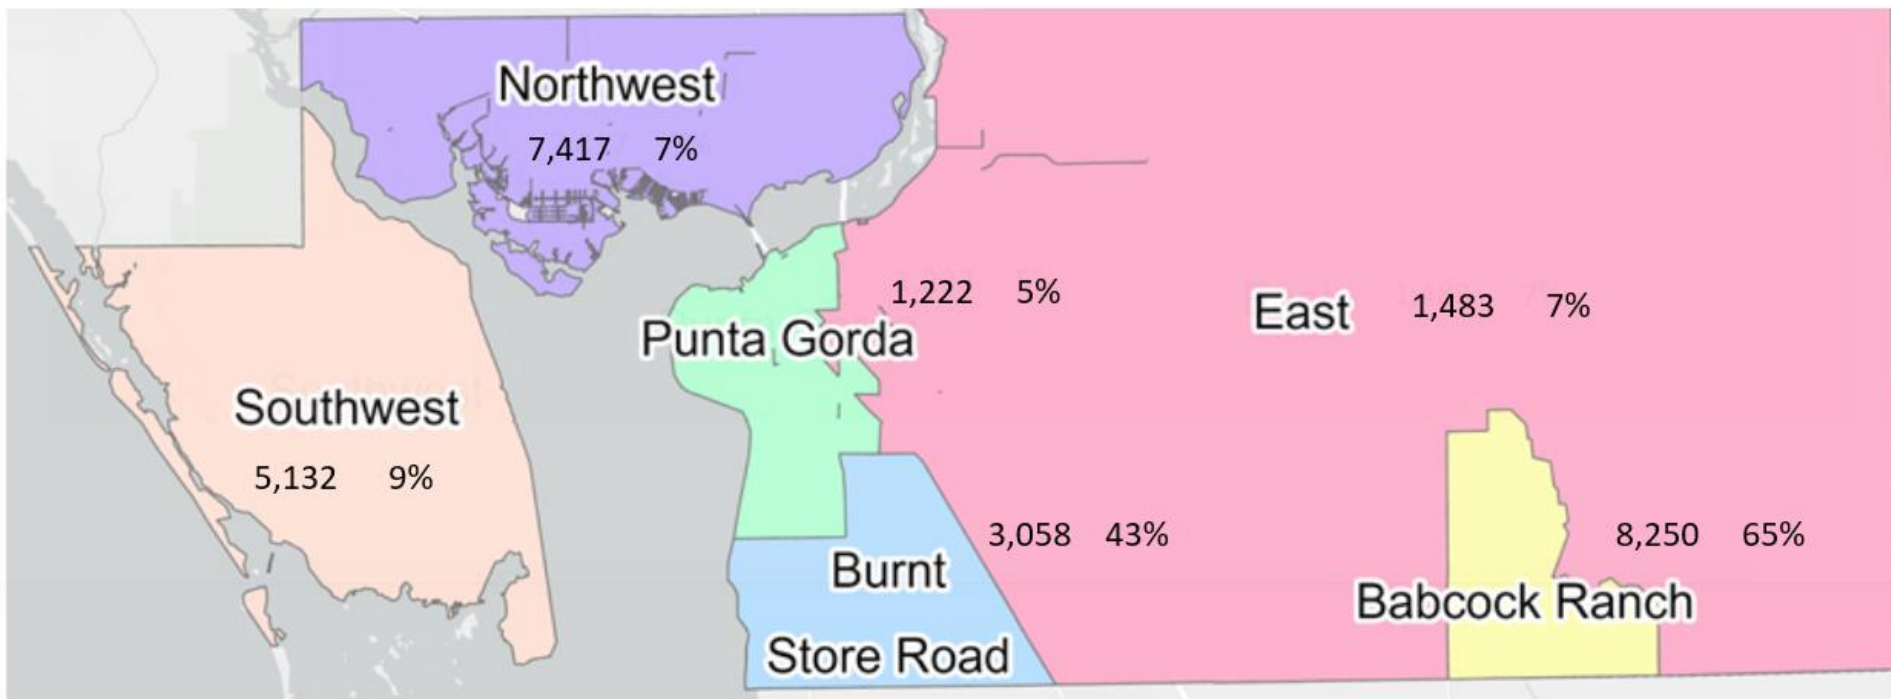 Northwest
7,417 7%
1,222 5%
East 1,483 7%
Punta Gorda
Southwest
5,132 9%
3,058 43%
8,250 65%
Burnt
Store Road
Babcock Ranch